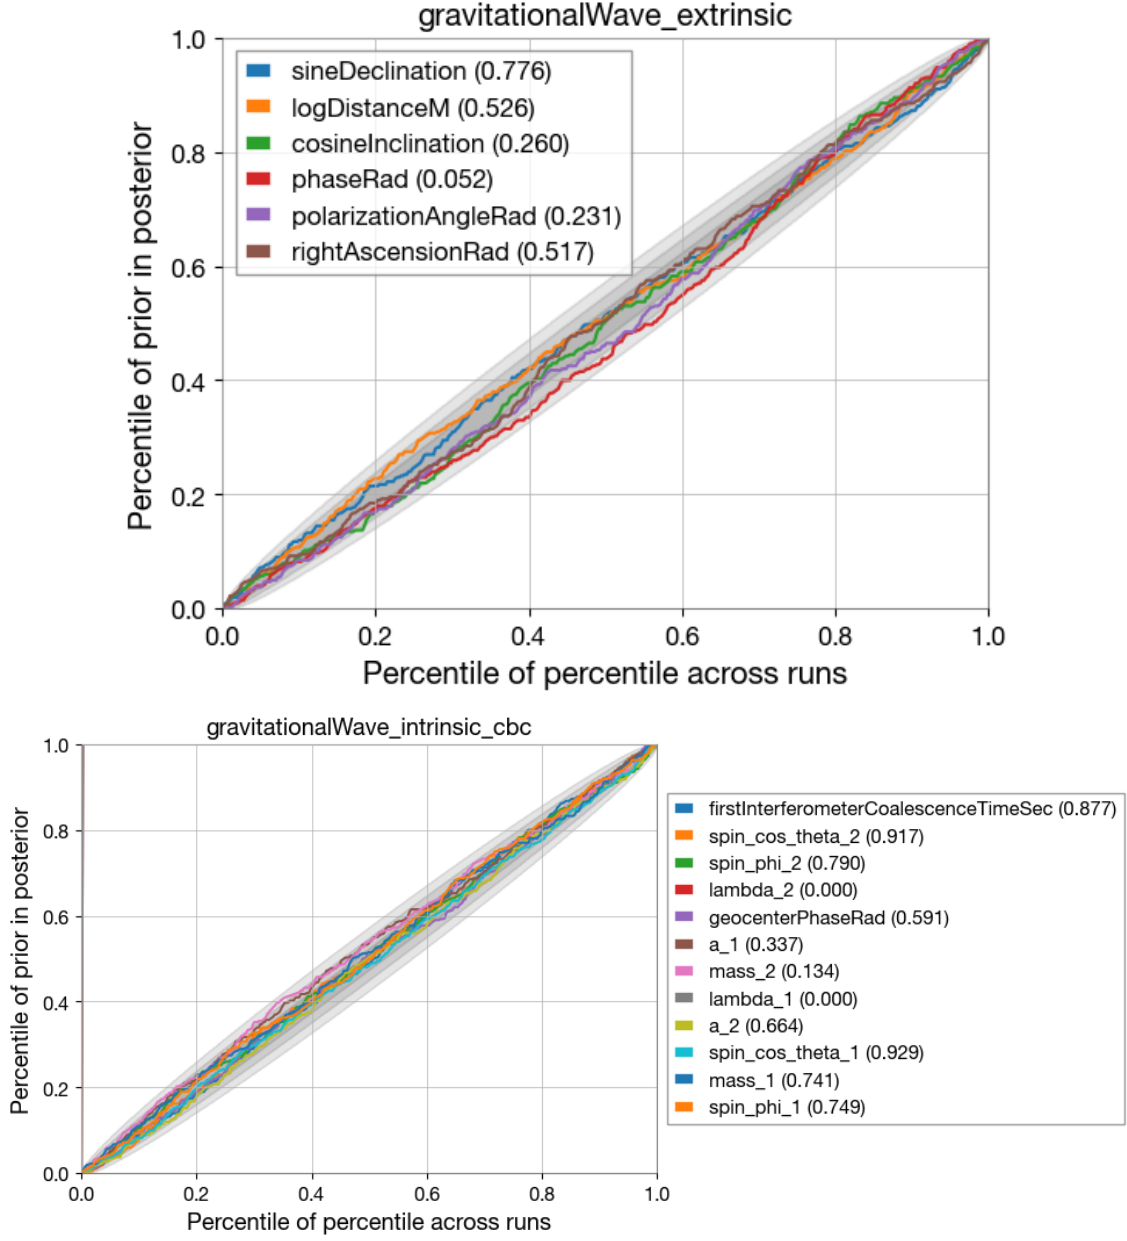 gravitationalWave_extrinsic
1.0
0.8
0.6
0.4
0.2
0.0
Percentile of prior in posterior
sineDeclination (0.776)
logDistanceM (0.526)
cosineInclination (0.260)
phaseRad (0.052)
polarizationAngleRad (0.231)
rightAscensionRad (0.517)
0.0 0.2 0.4 0.6 0.8 1.0
Percentile of percentile across runs
gravitationalWave_intrinsic_cbc
1.0
0.8
0.6
0.4
0.2
0.0
Percentile of prior in posterior
0.0 0.2 0.4 0.6 0.8 1.0
Percentile of percentile across runs
firstInterferometerCoalescenceTimeSec (0.877)
spin_cos_theta_2 (0.917)
spin_phi_2 (0.790)
lambda_2 (0.000)
geocenterPhaseRad (0.591)
a_1 (0.337)
mass_2 (0.134)
lambda_1 (0.000)
a_2 (0.664)
spin_cos_theta_1 (0.929)
mass_1 (0.741)
spin_phi_1 (0.749)